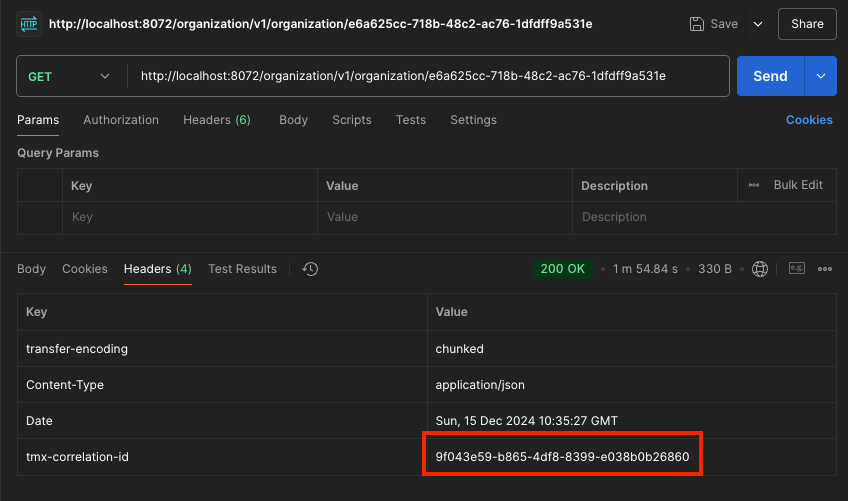 HTTP http://localhost:8072/organization/v1/organization/e6a625cc-718b-48c2-ac76-1dfdff9a531e Save Share
GET http://localhost:8072/organization/v1/organization/e6a625cc-718b-48c2-ac76-1dfdff9a531e Send
Params Authorization Headers (6) Body Scripts Tests Settings Cookies
Query Params
Key Value Description Bulk Edit
Key Value Description
Body Cookies Headers (4) Test Results 200 OK • 1 m 54.84 s • 330 B • e.g.
Key Value
transfer-encoding chunked
Content-Type application/json
Date Sun, 15 Dec 2024 10:35:27 GMT
tmx-correlation-id 9f043e59-b865-4df8-8399-e038b0b26860